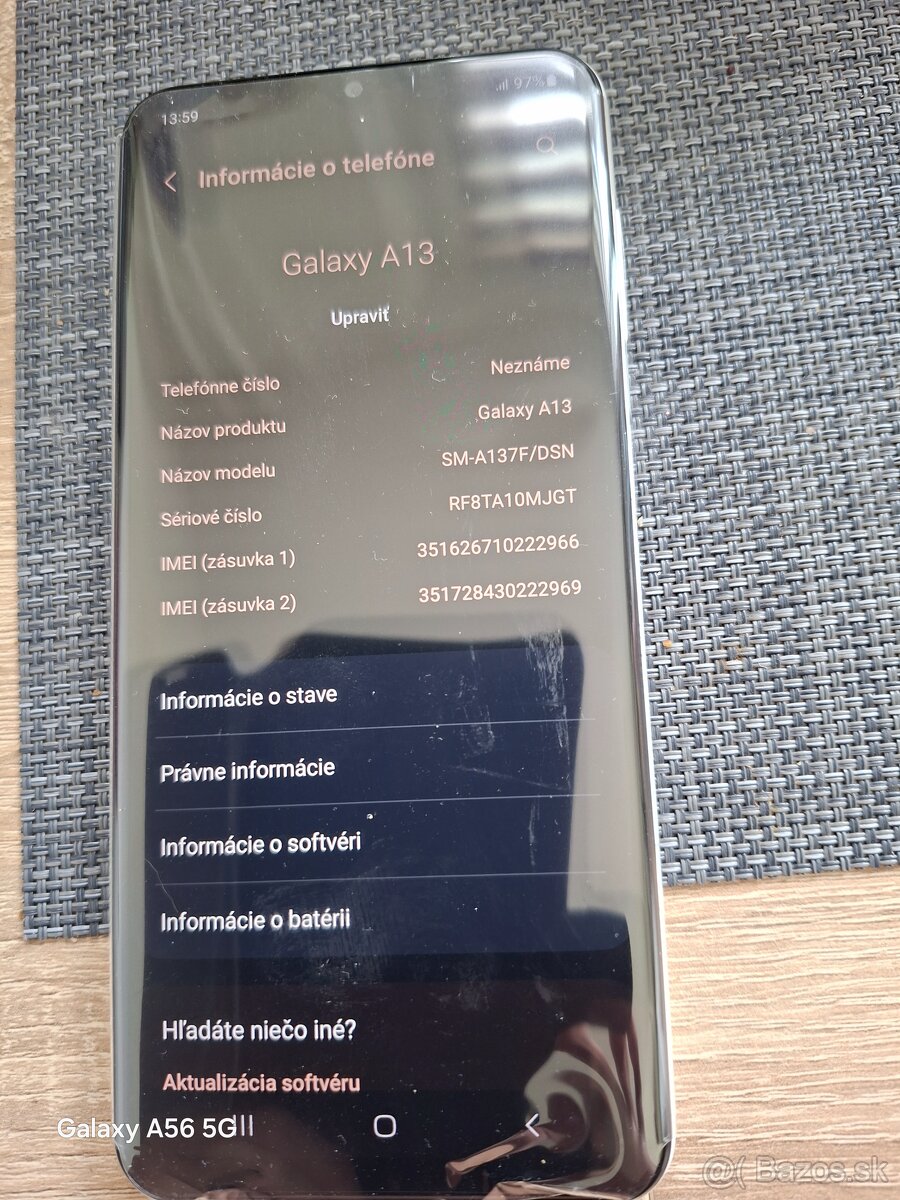 13:59
97%
Informácie o telefóne
Galaxy A13
Upraviť
Telefónne číslo Neznáme
Názov produktu Galaxy A13
Názov modelu SM-A137F/DSN
Sériové číslo RF8TA10MJGT
IMEI (zásuvka 1) 351626710222966
IMEI (zásuvka 2) 351728430222969
Informácie o stave
Právne informácie
Informácie o softvéri
Informácie o batérii
Hľadáte niečo iné?
Aktualizácia softvéru
Galaxy A56 5G
@( Bazos.sk